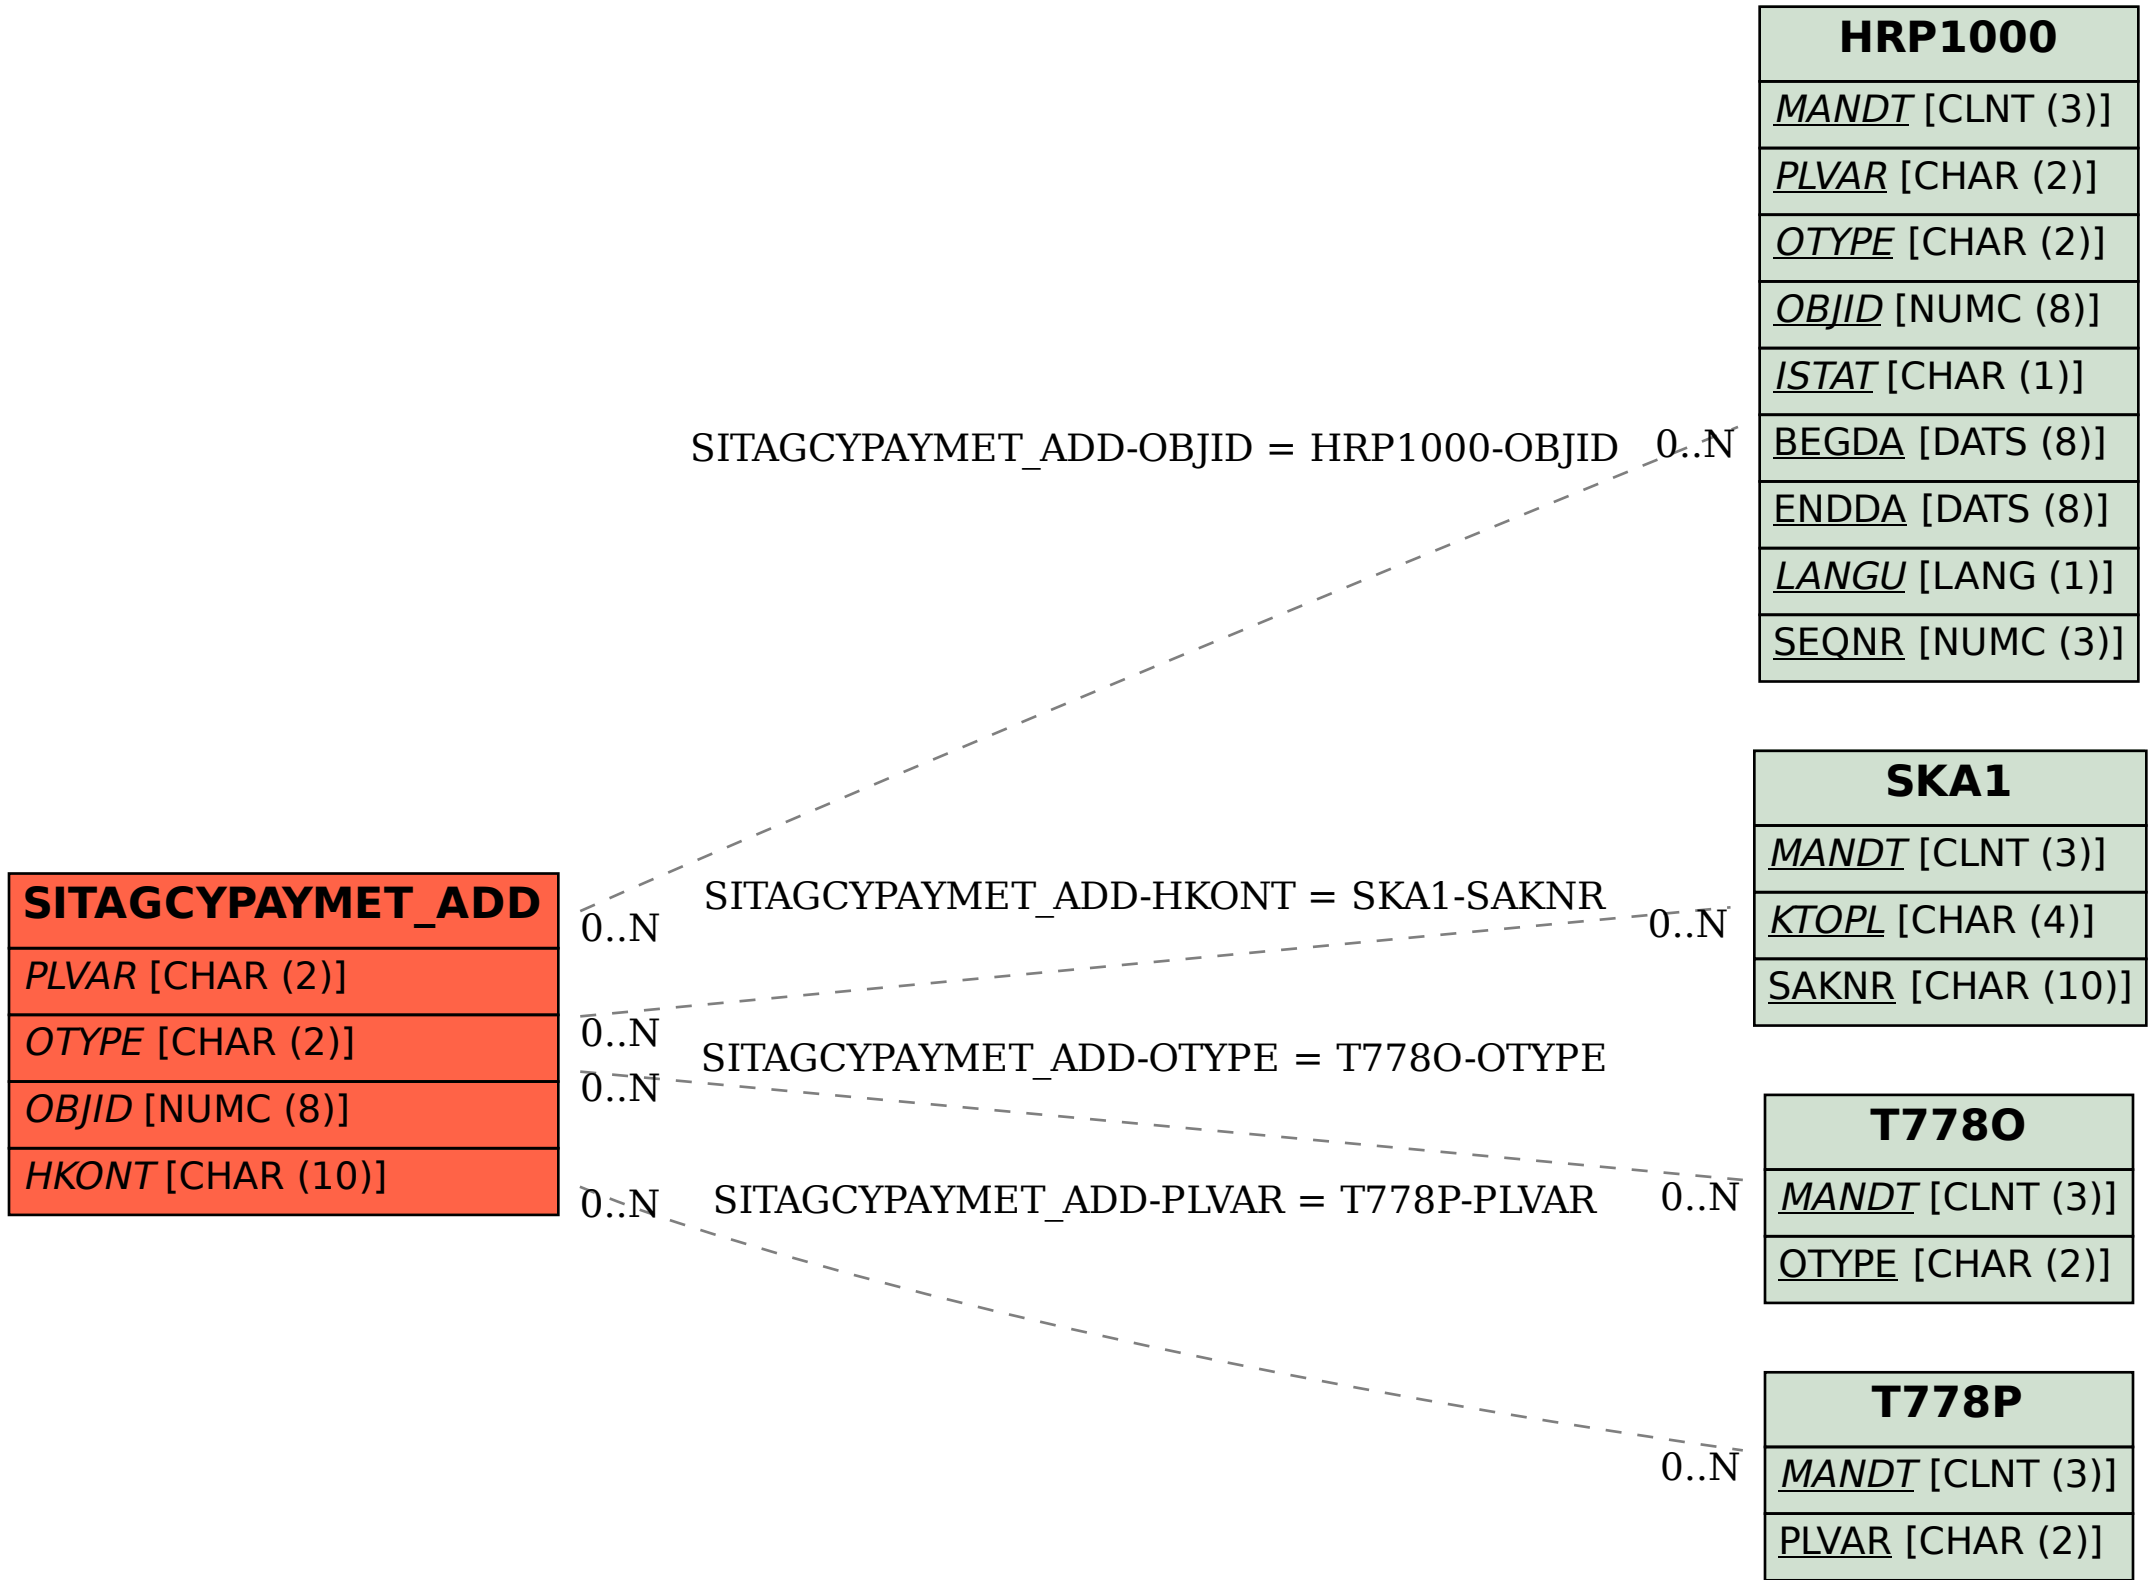 HRP1000
MANDT [CLNT (3)]
PLVAR [CHAR (2)]
OTYPE [CHAR (2)]
OBJID [NUMC (8)]
ISTAT [CHAR (1)]
BEGDA [DATS (8)]
ENDDA [DATS (8)]
LANGU [LANG (1)]
SEQNR [NUMC (3)]
SITAGCYPAYMET_ADD-OBJID = HRP1000-OBJID
0..N
0..N
SKA1
MANDT [CLNT (3)]
KTOPL [CHAR (4)]
SAKNR [CHAR (10)]
SITAGCYPAYMET_ADD-HKONT = SKA1-SAKNR
0..N
0..N
SITAGCYPAYMET_ADD
PLVAR [CHAR (2)]
OTYPE [CHAR (2)]
OBJID [NUMC (8)]
HKONT [CHAR (10)]
SITAGCYPAYMET_ADD-OTYPE = T778O-OTYPE
0..N
0..N
T778O
MANDT [CLNT (3)]
OTYPE [CHAR (2)]
SITAGCYPAYMET_ADD-PLVAR = T778P-PLVAR
0..N
0..N
T778P
MANDT [CLNT (3)]
PLVAR [CHAR (2)]